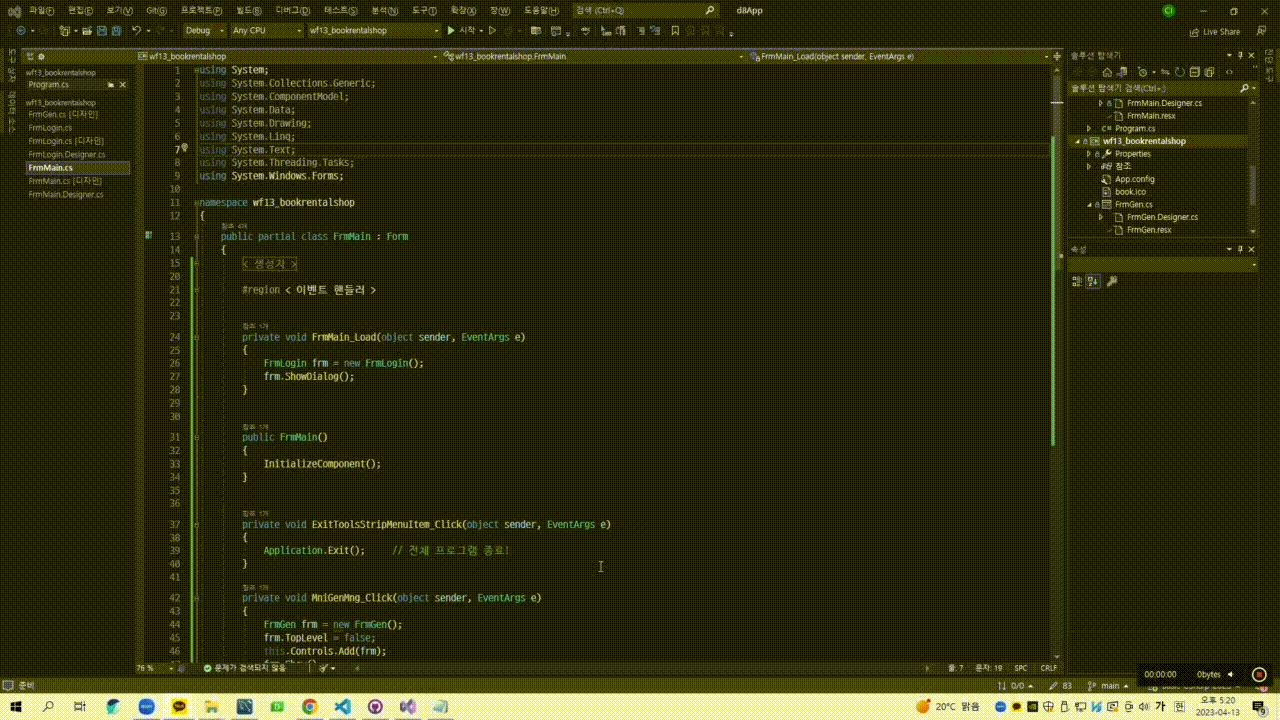 파일(F) 편집(E) 보기(V) Git(G) 프로젝트(P) 빌드(B) 디버그(D) 테스트(S) 분석(N) 도구(T) 확장(X) 창(W) 도움말(H) 검색 (Ctrl+Q) d8App CI
Debug Any CPU wf13_bookrentalshop 시작 Live Share
wf13_bookrentalshop
Program.cs
wf13_bookrentalshop
FrmGen.cs [디자인]
FrmLogin.cs
FrmLogin.cs [디자인]
FrmLogin.Designer.cs
FrmMain.cs
FrmMain.cs [디자인]
FrmMain.Designer.cs
wf13_bookrentalshop wf13_bookrentalshop.FrmMain FrmMain_Load(object sender, EventArgs e)
1 using System;
2 using System.Collections.Generic;
3 using System.ComponentModel;
4 using System.Data;
5 using System.Drawing;
6 using System.Linq;
7 using System.Text;
8 using System.Threading.Tasks;
9 using System.Windows.Forms;
10
11 namespace wf13_bookrentalshop
12 {
참조 4개
13 public partial class FrmMain : Form
14 {
15 < 생성자 >
20
21 #region < 이벤트 핸들러 >
22
23
참조 1개
24 private void FrmMain_Load(object sender, EventArgs e)
25 {
26 FrmLogin frm = new FrmLogin();
27 frm.ShowDialog();
28 }
29
30
참조 1개
31 public FrmMain()
32 {
33 InitializeComponent();
34 }
35
36
참조 1개
37 private void ExitToolsStripMenuItem_Click(object sender, EventArgs e)
38 {
39 Application.Exit(); // 전체 프로그램 종료!
40 }
41
참조 1개
42 private void MniGenMng_Click(object sender, EventArgs e)
43 {
44 FrmGen frm = new FrmGen();
45 frm.TopLevel = false;
46 this.Controls.Add(frm);
76 % 문제가 검색되지 않음 줄: 7 문자: 19 SPC CRLF
솔루션 탐색기
솔루션 탐색기 검색(Ctrl+;)
FrmMain.Designer.cs
FrmMain.resx
Program.cs
wf13_bookrentalshop
Properties
참조
App.config
book.ico
FrmGen.cs
FrmGen.Designer.cs
FrmGen.resx
속성
00:00:00 0bytes
준비 0/0 83 main
20°C 맑음 가 오후 5:20
2023-04-13